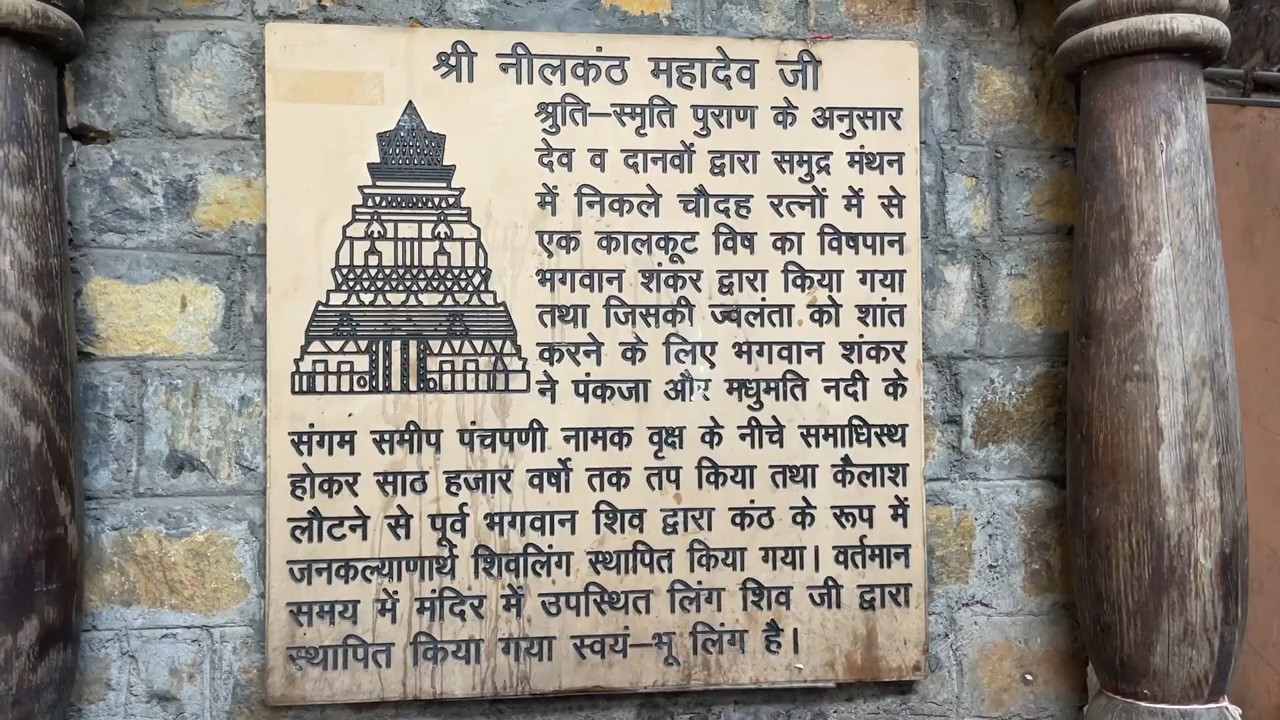 श्री नीलकंठ महादेव जी
श्रुति–स्मृति पुराण के अनुसार
देव व दानवों द्वारा समुद्र मंथन
में निकले चौदह रत्नों में से
एक कालकूट विष का विषपान
भगवान शंकर द्वारा किया गया
तथा जिसकी ज्वलंता को शांत
करने के लिए भगवान शंकर
ने पंकजा और मधुमति नदी के
संगम समीप पंचपणी नामक वृक्ष के नीचे समाधिस्थ
होकर साठ हजार वर्षो तक तप किया तथा कैलाश
लौटने से पूर्व भगवान शिव द्वारा कंठ के रूप में
जनकल्याणार्थ शिवलिंग स्थापित किया गया। वर्तमान
समय में मंदिर में उपस्थित लिंग शिव जी द्वारा
स्थापित किया गया स्वयं–भू लिंग है।